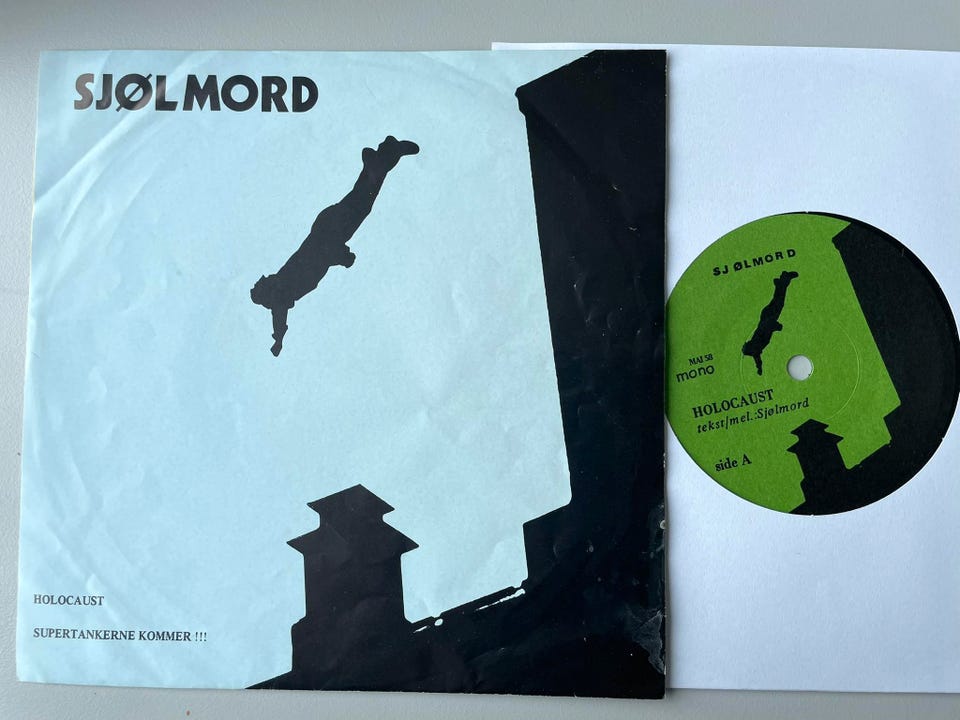 SJØLMORD
HOLOCAUST
SUPERTANKERNE KOMMER !!!
SJØLMORD
MAI 58
mono
HOLOCAUST
tekst/mel.:Sjølmord
side A